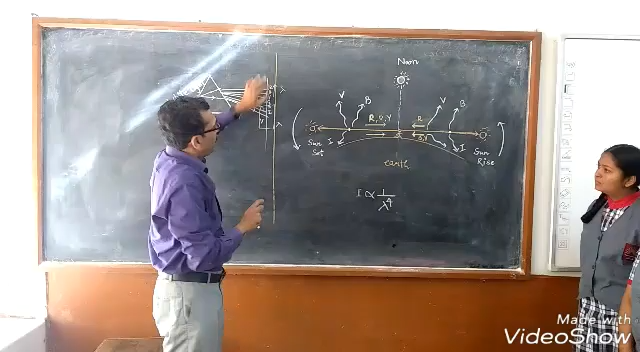 Noon
V
B
R, O, Y
R
V
B
I
I
Sun
Set
Sun
Rise
earth
I ∝ 1/λ⁴
Made with
VideoShow